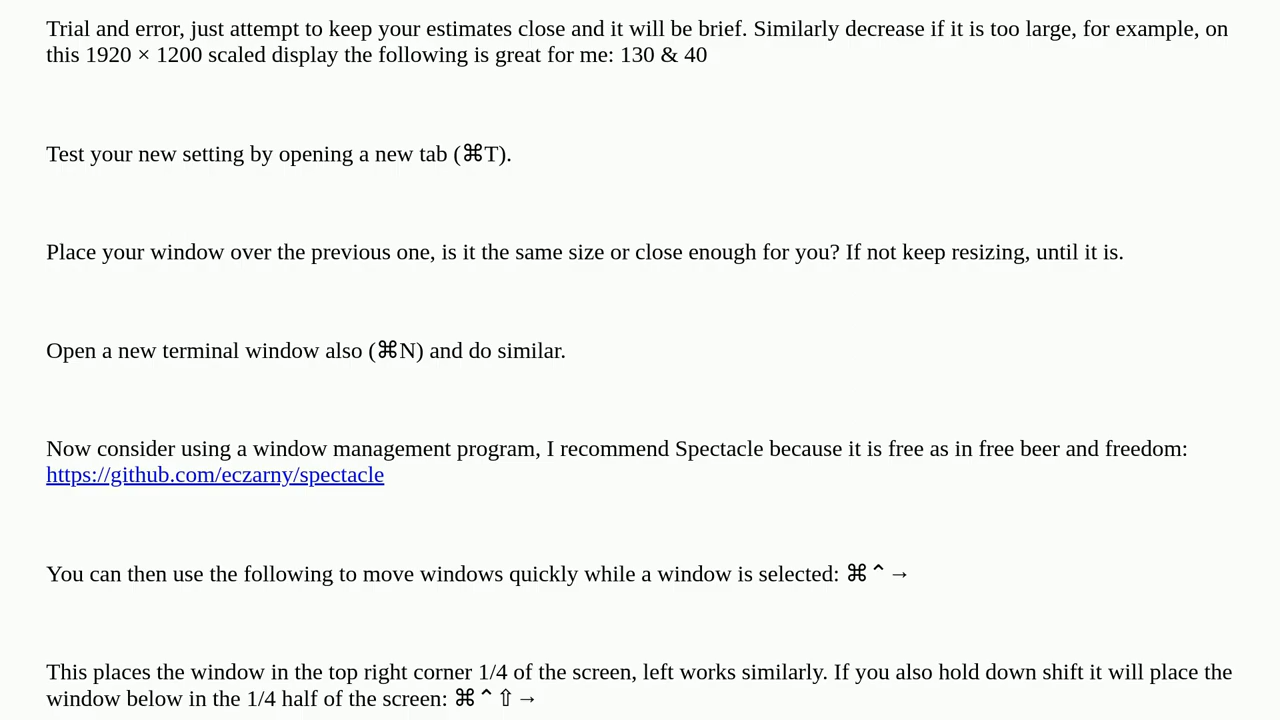 Trial and error, just attempt to keep your estimates close and it will be brief. Similarly decrease if it is too large, for example, on
this 1920 × 1200 scaled display the following is great for me: 130 & 40
Test your new setting by opening a new tab (⌘T).
Place your window over the previous one, is it the same size or close enough for you? If not keep resizing, until it is.
Open a new terminal window also (⌘N) and do similar.
Now consider using a window management program, I recommend Spectacle because it is free as in free beer and freedom:
https://github.com/eczarny/spectacle
You can then use the following to move windows quickly while a window is selected: ⌘⌃→
This places the window in the top right corner 1/4 of the screen, left works similarly. If you also hold down shift it will place the
window below in the 1/4 half of the screen: ⌘⌃⇧→